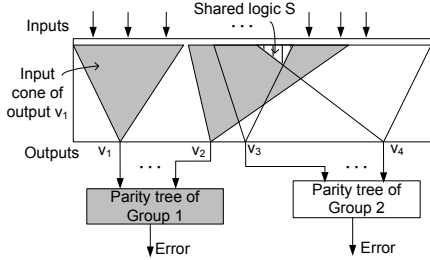 Shared logic S
Inputs
...
Input
cone of
output v₁
Outputs
v₁
v₂
v₃
v₄
...
...
Parity tree of
Group 1
Parity tree of
Group 2
Error
Error